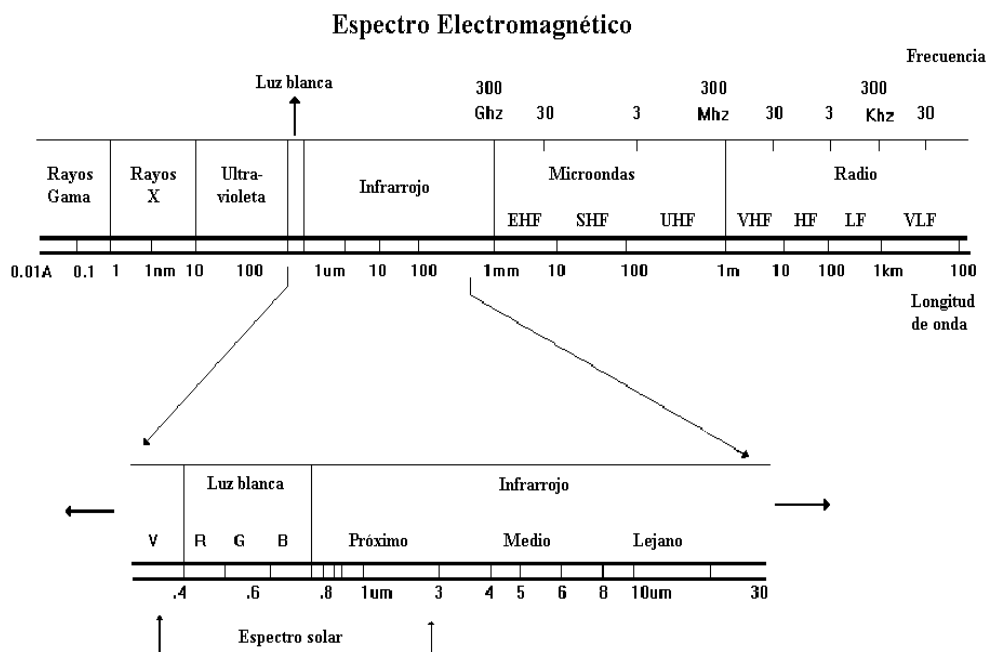 Espectro Electromagnético
Frecuencia
Luz blanca
300 300 300
Ghz 30 3 Mhz 30 3 Khz 30
Rayos Gama
Rayos X
Ultra-violeta
Infrarrojo
Microondas
Radio
EHF SHF UHF VHF HF LF VLF
0.01A 0.1 1 1nm 10 100 1um 10 100 1mm 10 100 1m 10 100 1km 100
Longitud
de onda
Luz blanca
Infrarrojo
V R G B Próximo Medio Lejano
.4 .6 .8 1um 3 4 5 6 8 10um 30
Espectro solar